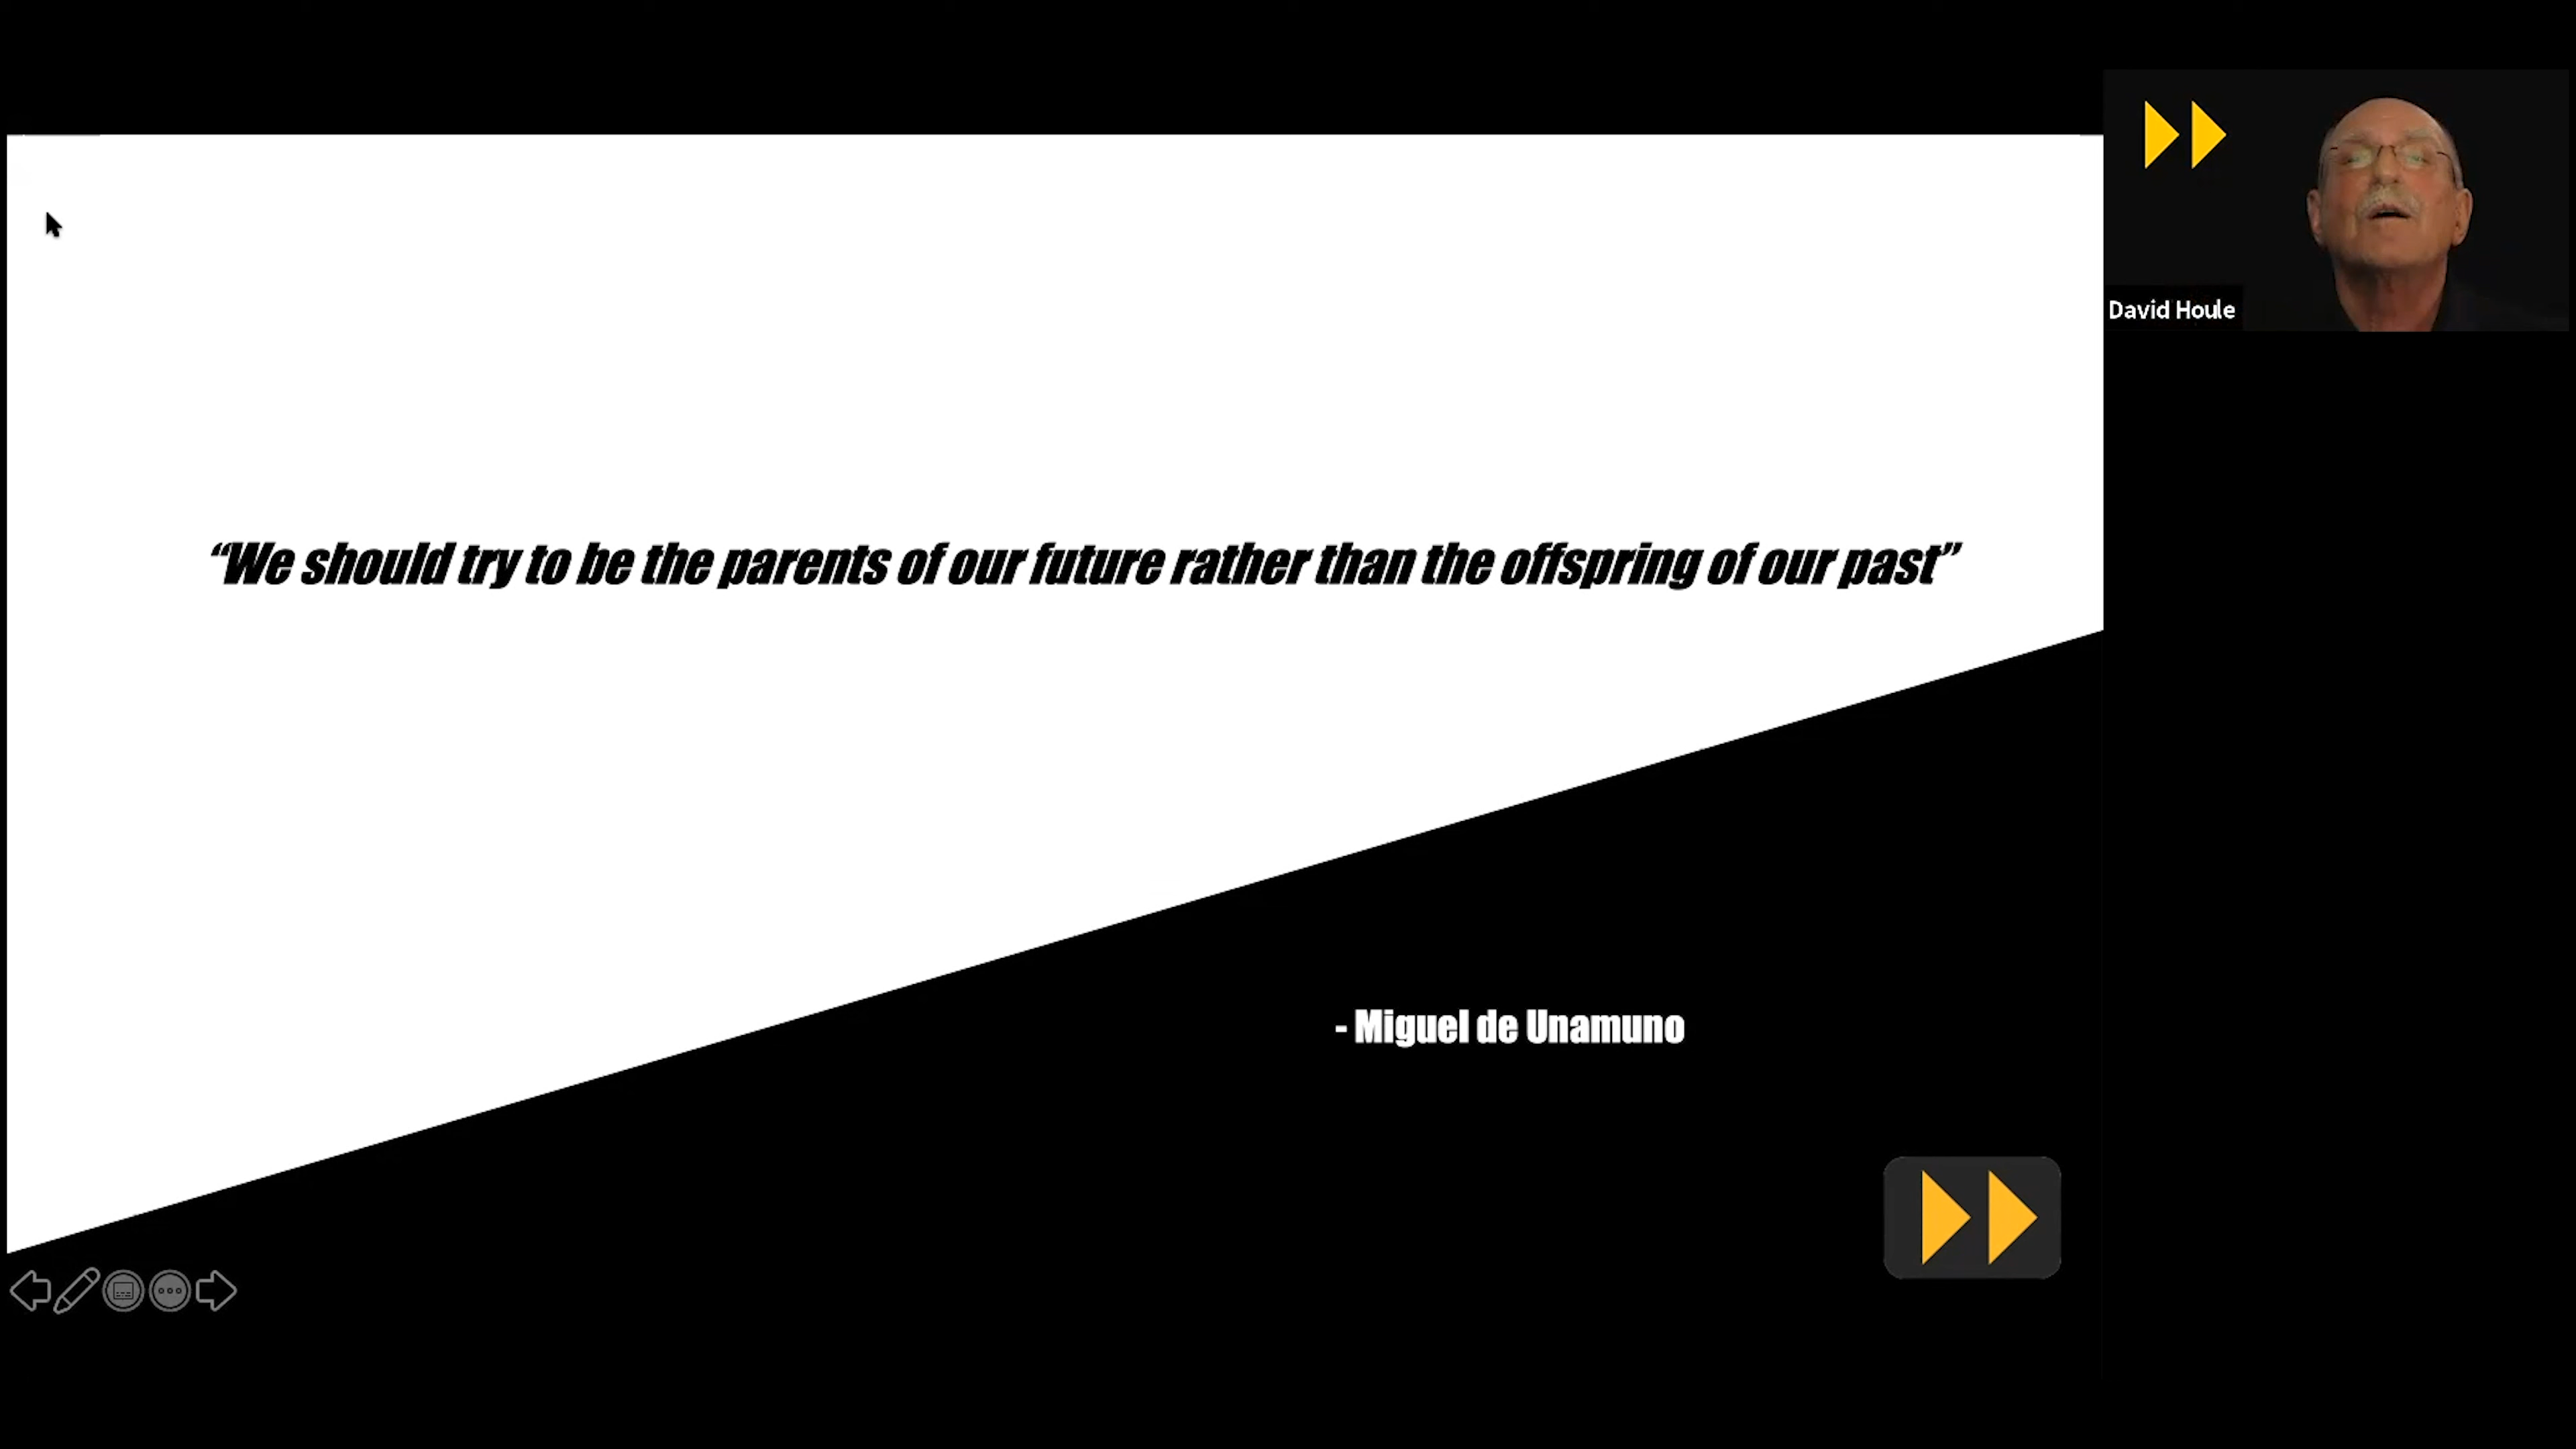 David Houle
“We should try to be the parents of our future rather than the offspring of our past”
- Miguel de Unamuno